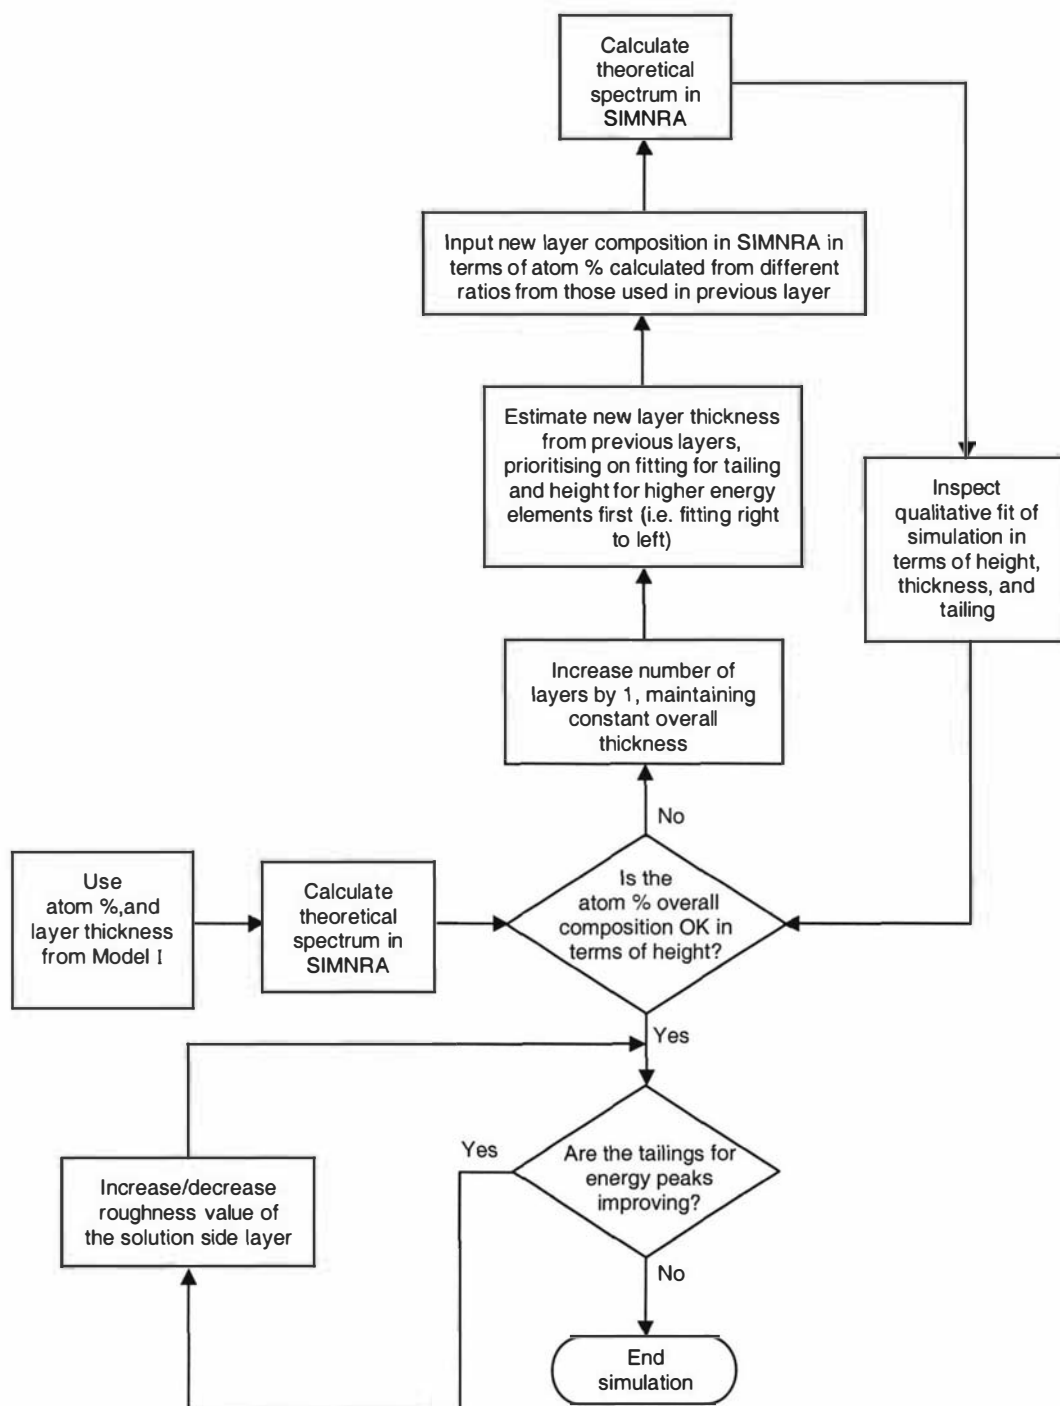 Calculate
theoretical
spectrum in
SIMNRA
Input new layer composition in SIMNRA in
terms of atom % calculated from different
ratios from those used in previous layer
Estimate new layer thickness
from previous layers,
prioritising on fitting for tailing
and height for higher energy
elements first (i.e. fitting right
to left)
Inspect
qualitative fit of
simulation in
terms of height,
thickness, and
tailing
Increase number of
layers by 1, maintaining
constant overall
thickness
No
Use
atom %,and
layer thickness
from Model I
Calculate
theoretical
spectrum in
SIMNRA
Is the
atom % overall
composition OK in
terms of height?
Yes
Yes
Are the tailings for
energy peaks
improving?
Increase/decrease
roughness value of
the solution side layer
No
End
simulation